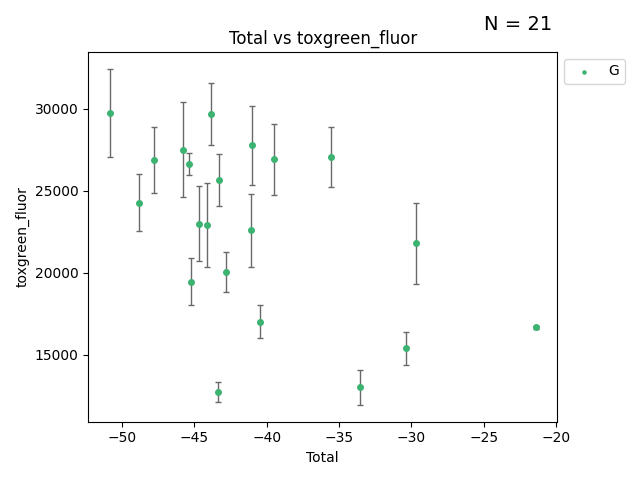 N = 21
Total vs toxgreen_fluor
G
toxgreen_fluor
30000
25000
20000
15000
−50
−45
−40
−35
−30
−25
−20
Total